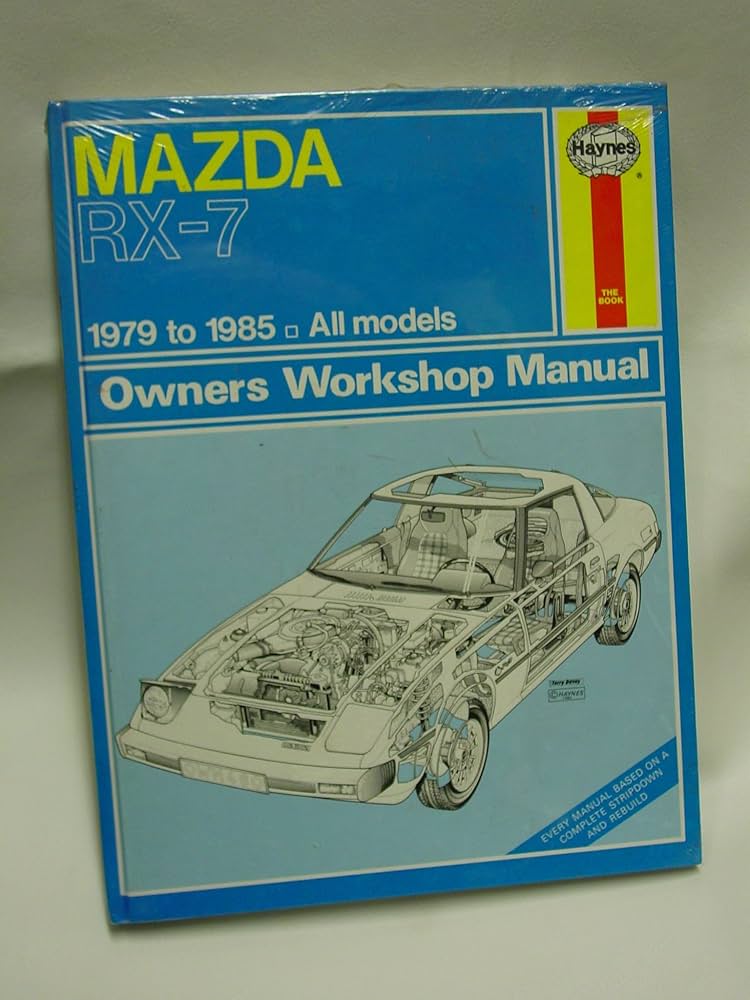 MAZDA
RX-7
1979 to 1985 □ All models
Haynes
®
THE
BOOK
Owners Workshop Manual
Terry Davey
© HAYNES
EVERY MANUAL BASED ON A
COMPLETE STRIPDOWN
AND REBUILD